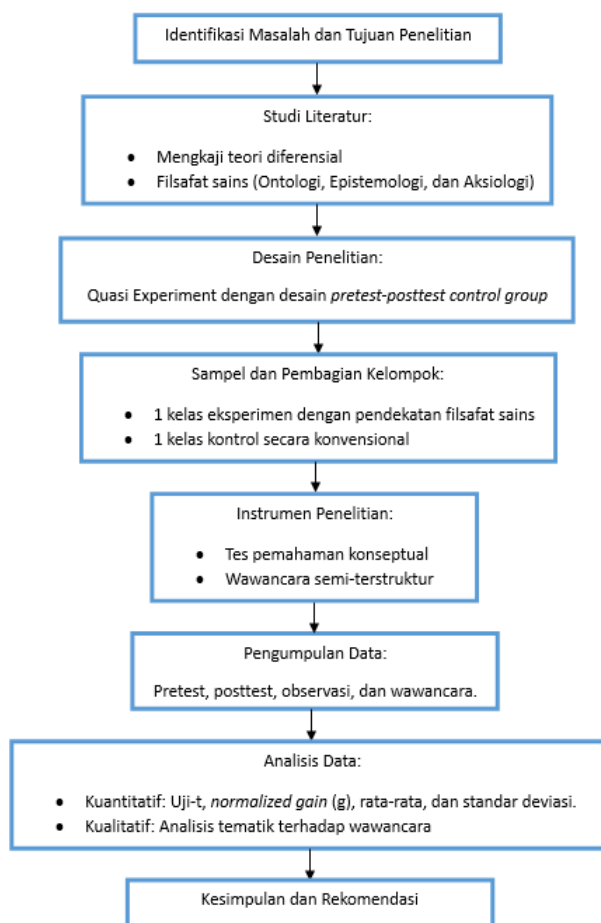 Identifikasi Masalah dan Tujuan Penelitian
Studi Literatur:
• Mengkaji teori diferensial
• Filsafat sains (Ontologi, Epistemologi, dan Aksiologi)
Desain Penelitian:
Quasi Experiment dengan desain pretest-posttest control group
Sampel dan Pembagian Kelompok:
• 1 kelas eksperimen dengan pendekatan filsafat sains
• 1 kelas kontrol secara konvensional
Instrumen Penelitian:
• Tes pemahaman konseptual
• Wawancara semi-terstruktur
Pengumpulan Data:
Pretest, posttest, observasi, dan wawancara.
Analisis Data:
• Kuantitatif: Uji-t, normalized gain (g), rata-rata, dan standar deviasi.
• Kualitatif: Analisis tematik terhadap wawancara
Kesimpulan dan Rekomendasi